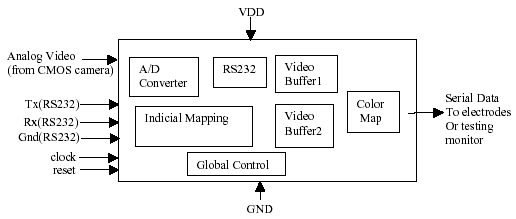 VDD
Analog Video
(from CMOS camera)
A/D
Converter
RS232
Video
Buffer1
Tx(RS232)
Rx(RS232)
Gnd(RS232)
Indicial Mapping
Video
Buffer2
Color
Map
Serial Data
To electrodes
Or testing
monitor
clock
reset
Global Control
GND